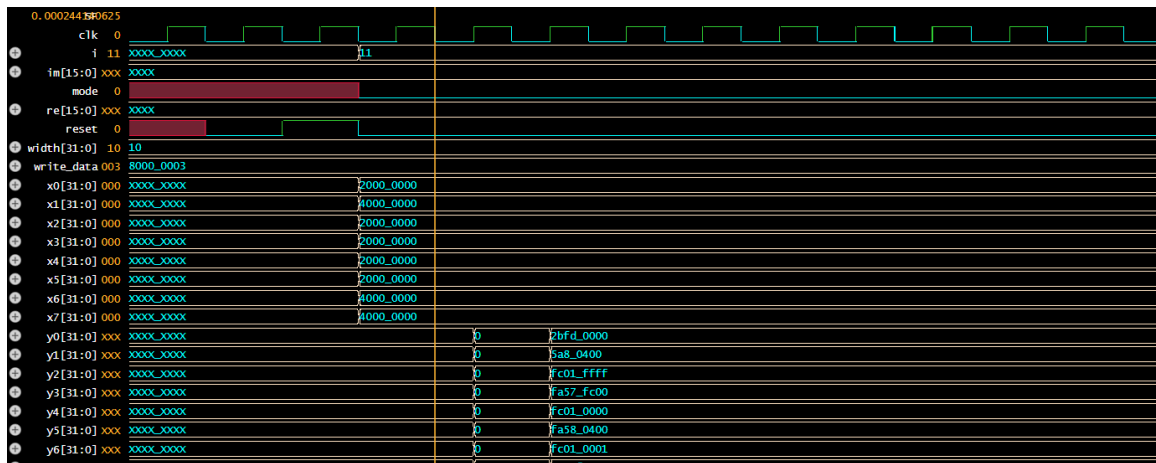 0.000244140625
clk 0
i 11 XXXX_XXXX 11
im[15:0] XXX XXXX
mode 0
re[15:0] XXX XXXX
reset 0
width[31:0] 10 10
write_data 003 8000_0003
x0[31:0] 000 XXXX_XXXX 2000_0000
x1[31:0] 000 XXXX_XXXX 4000_0000
x2[31:0] 000 XXXX_XXXX 2000_0000
x3[31:0] 000 XXXX_XXXX 2000_0000
x4[31:0] 000 XXXX_XXXX 2000_0000
x5[31:0] 000 XXXX_XXXX 2000_0000
x6[31:0] 000 XXXX_XXXX 4000_0000
x7[31:0] 000 XXXX_XXXX 4000_0000
y0[31:0] XXX XXXX_XXXX 0 2bfd_0000
y1[31:0] XXX XXXX_XXXX 0 5a8_0400
y2[31:0] XXX XXXX_XXXX 0 fc01_ffff
y3[31:0] XXX XXXX_XXXX 0 fa57_fc00
y4[31:0] XXX XXXX_XXXX 0 fc01_0000
y5[31:0] XXX XXXX_XXXX 0 fa58_0400
y6[31:0] XXX XXXX_XXXX 0 fc01_0001